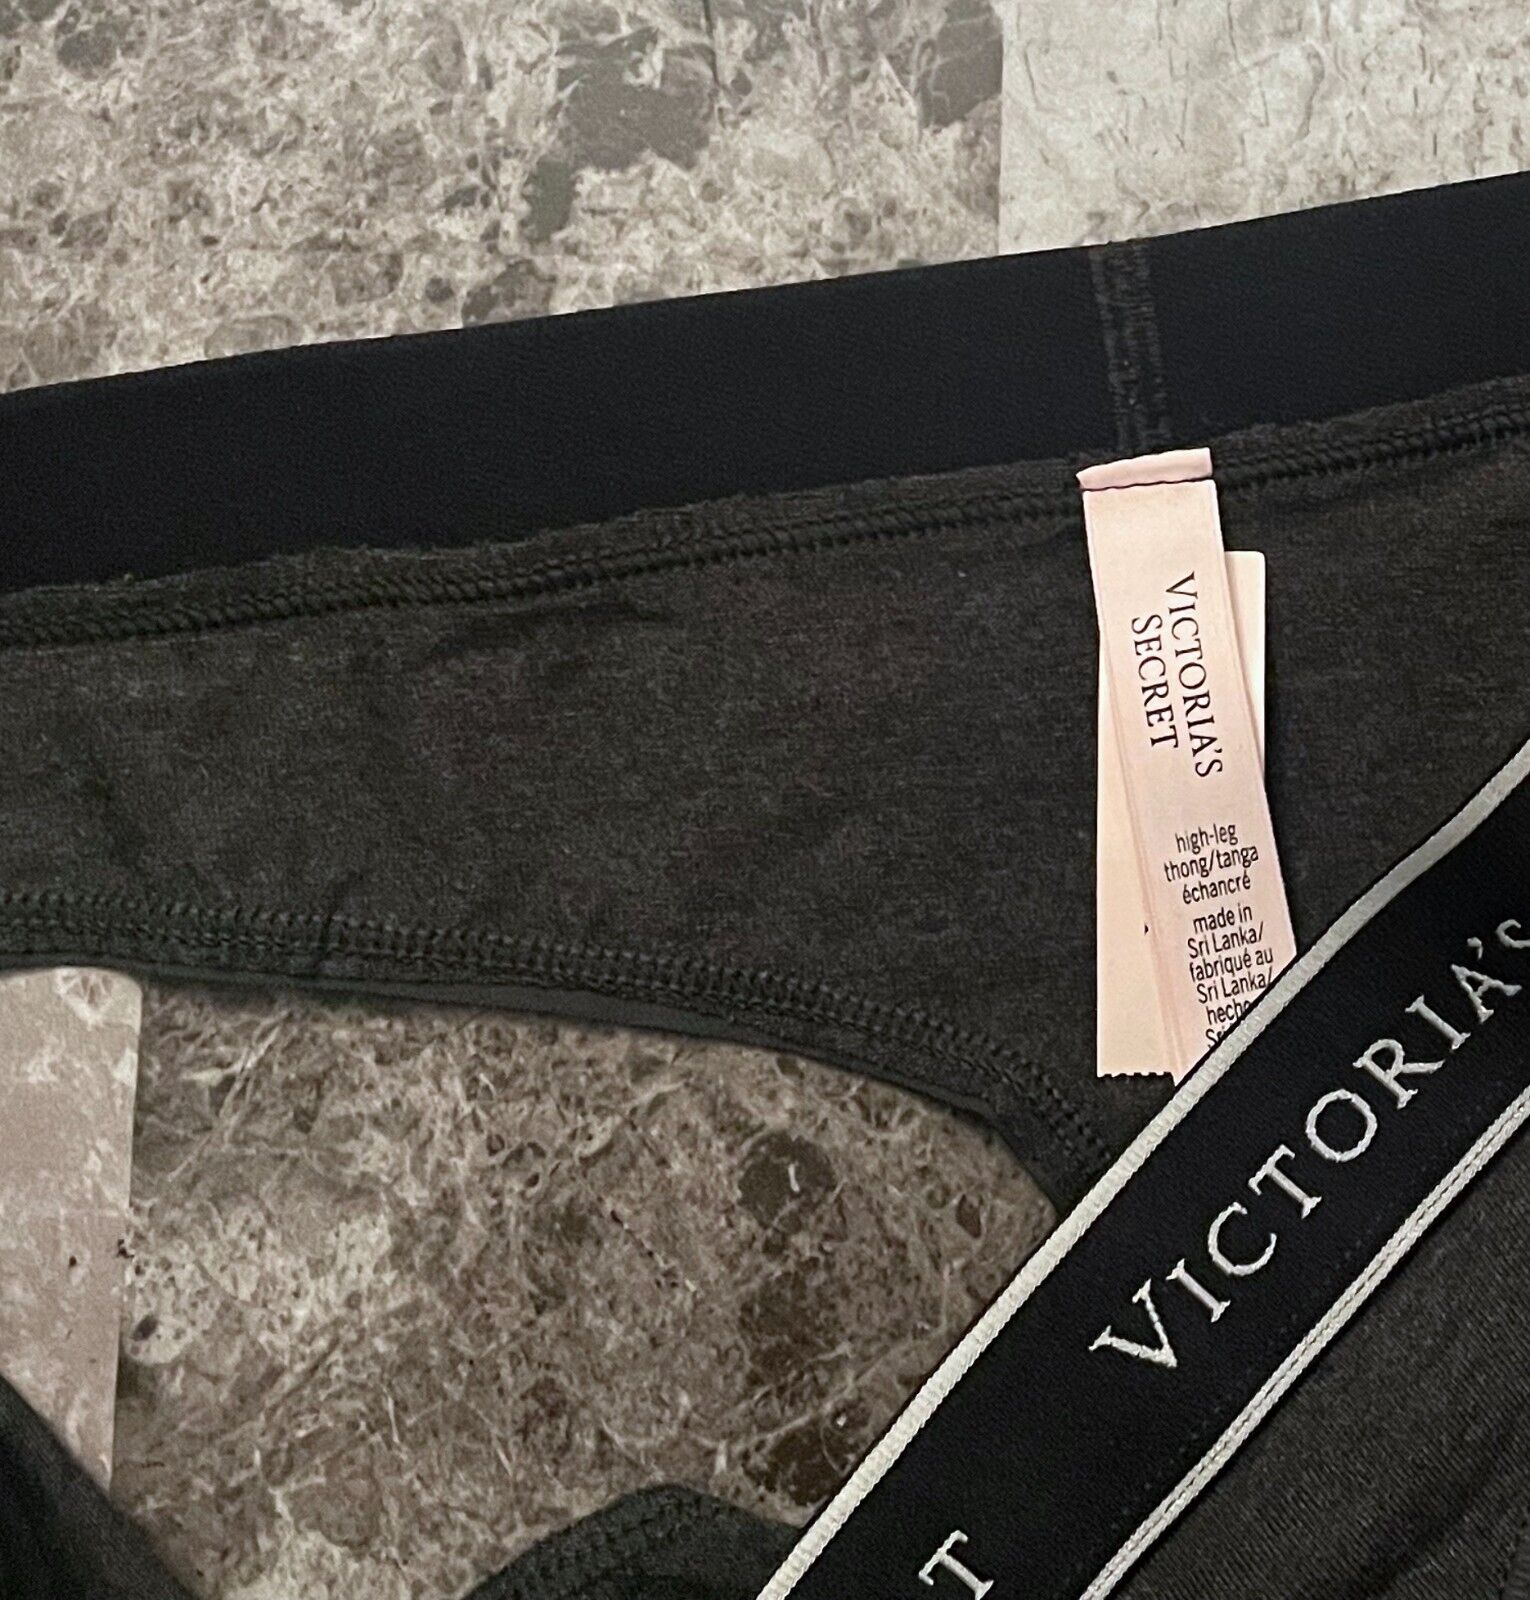 VICTORIA'S
SECRET
high-leg
thong/tanga
échancré
made in
Sri Lanka/
fabriqué au
Sri Lanka/
VICTORIA'S
T